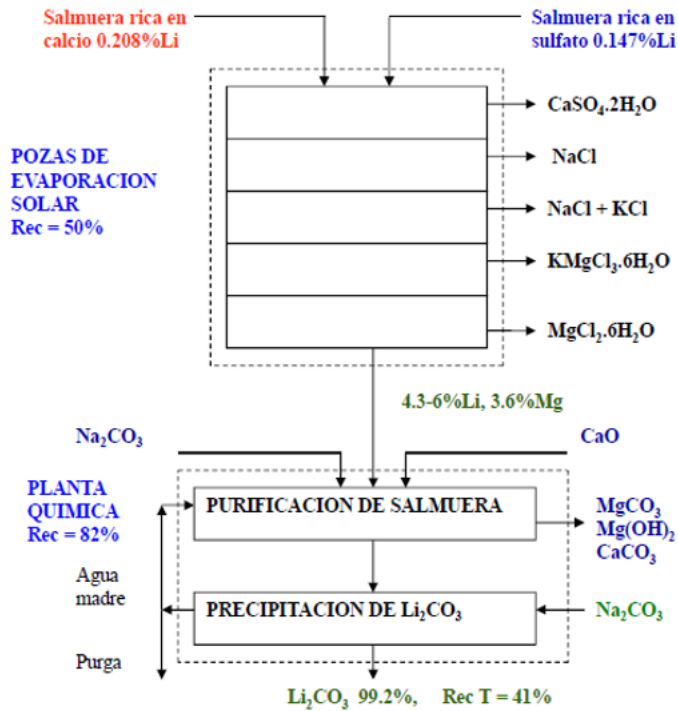 Salmuera rica en
calcio 0.208%Li
Salmuera rica en
sulfato 0.147%Li
POZAS DE
EVAPORACION
SOLAR
Rec = 50%
CaSO₄.2H₂O
NaCl
NaCl + KCl
KMgCl₃.6H₂O
MgCl₂.6H₂O
4.3-6%Li, 3.6%Mg
Na₂CO₃
CaO
PLANTA
QUIMICA
Rec = 82%
PURIFICACION DE SALMUERA
MgCO₃
Mg(OH)₂
CaCO₃
Agua
madre
PRECIPITACION DE Li₂CO₃
Na₂CO₃
Purga
Li₂CO₃ 99.2%, Rec T = 41%